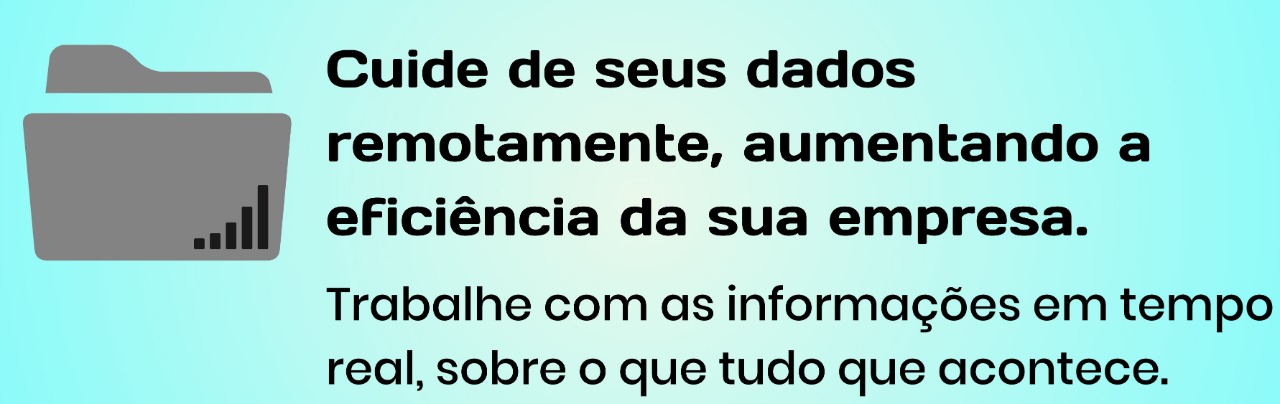 Cuide de seus dados
remotamente, aumentando a
eficiência da sua empresa.
Trabalhe com as informações em tempo
real, sobre o que tudo que acontece.